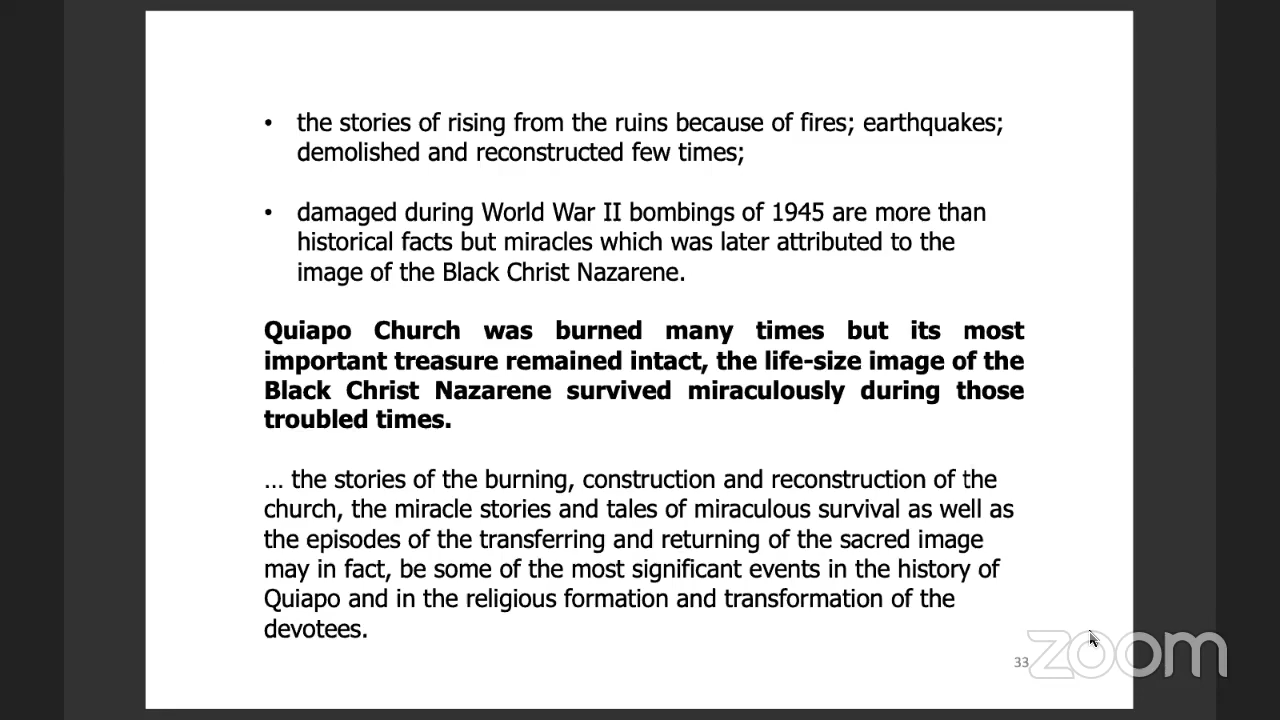 • the stories of rising from the ruins because of fires; earthquakes;
demolished and reconstructed few times;
• damaged during World War II bombings of 1945 are more than
historical facts but miracles which was later attributed to the
image of the Black Christ Nazarene.
Quiapo Church was burned many times but its most
important treasure remained intact, the life-size image of the
Black Christ Nazarene survived miraculously during those
troubled times.
... the stories of the burning, construction and reconstruction of the
church, the miracle stories and tales of miraculous survival as well as
the episodes of the transferring and returning of the sacred image
may in fact, be some of the most significant events in the history of
Quiapo and in the religious formation and transformation of the
devotees.
33
zoom